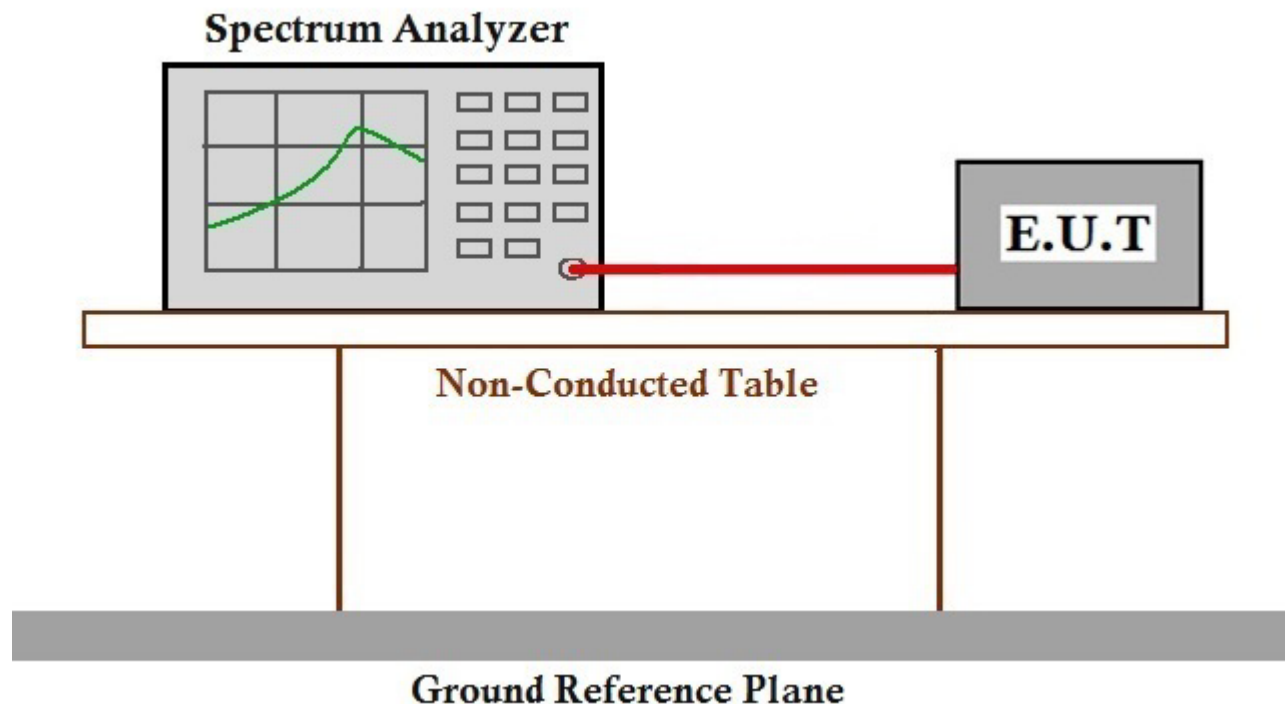 Spectrum Analyzer
E.U.T
Non-Conducted Table
Ground Reference Plane